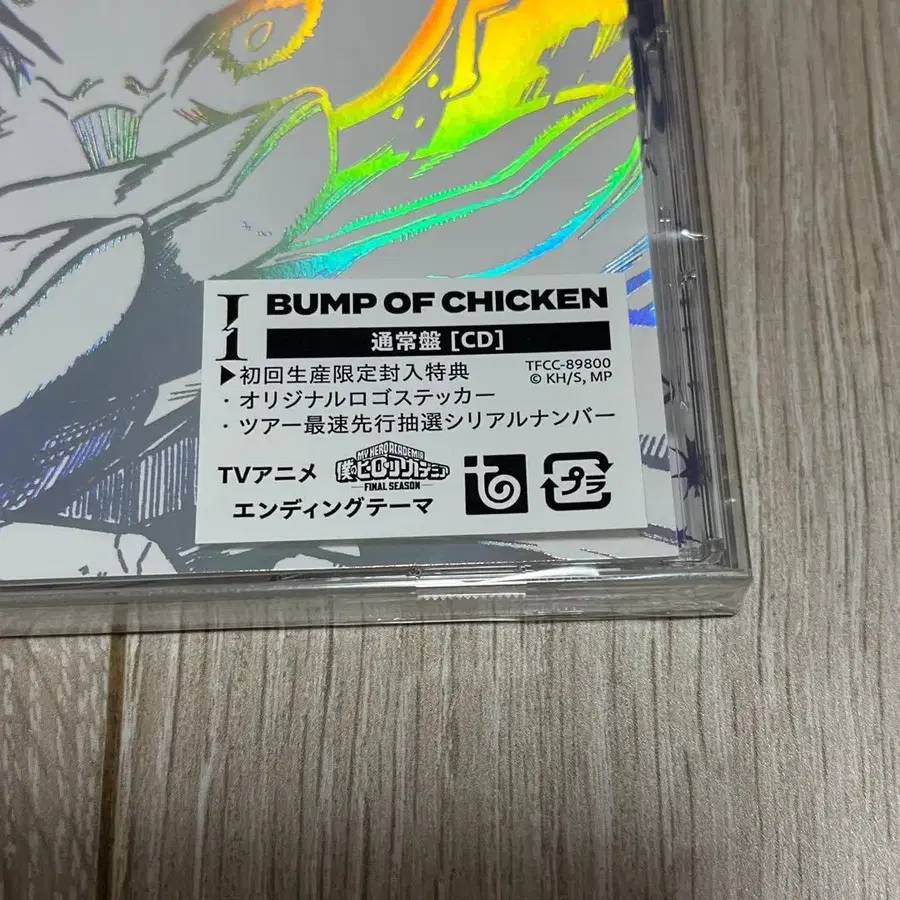 I
BUMP OF CHICKEN
通常盤 [CD]
▶初回生産限定封入特典
TFCC-89800
© KH/S, MP
・オリジナルロゴステッカー
・ツアー最速先行抽選シリアルナンバー
TVアニメ
MY HERO ACADEMIA
僕のヒーローアカデミア
FINAL SEASON
エンディングテーマ
プラ